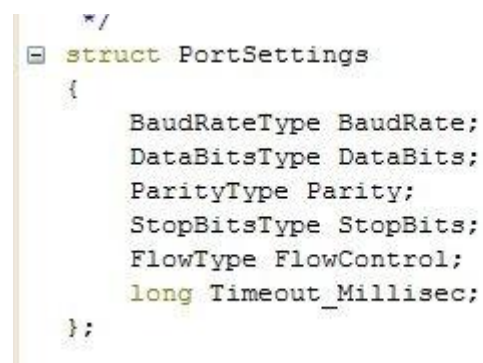 */
struct PortSettings
{
BaudRateType BaudRate;
DataBitsType DataBits;
ParityType Parity;
StopBitsType StopBits;
FlowType FlowControl;
long Timeout_Millisec;
};